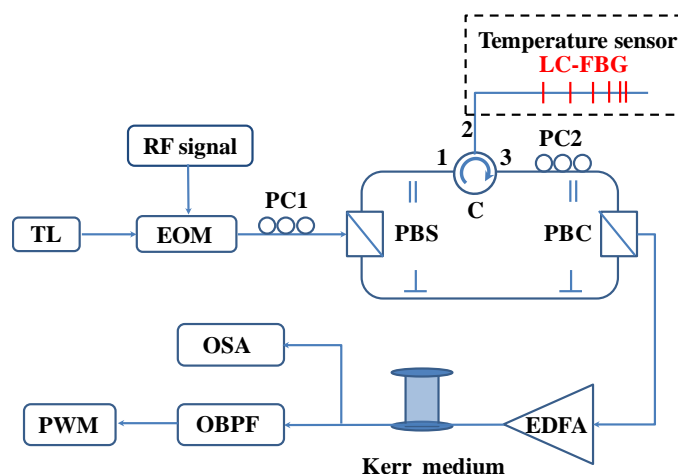 Temperature sensor
LC-FBG
2
PC2
RF signal
1
3
PC1
C
TL
EOM
PBS
PBC
OSA
PWM
OBPF
EDFA
Kerr medium